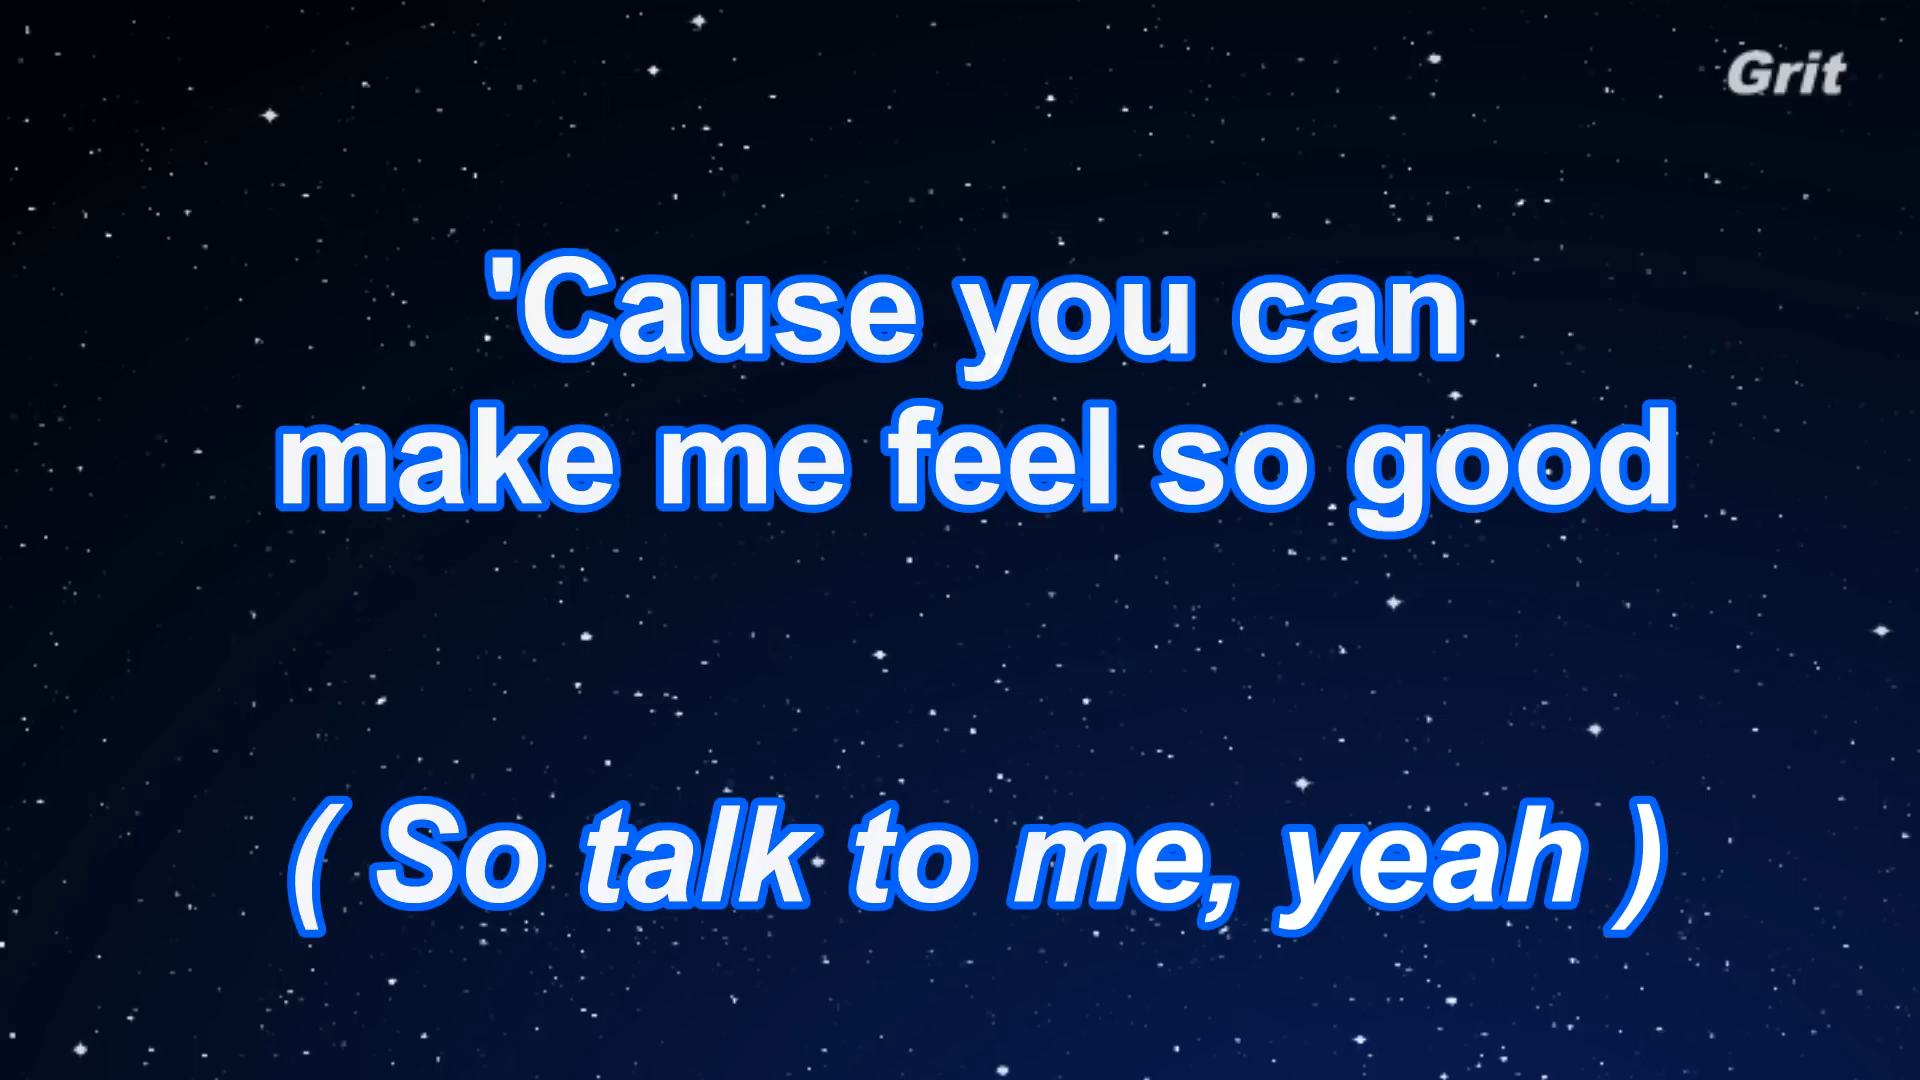 Grit
'Cause you can
make me feel so good
( So talk to me, yeah )